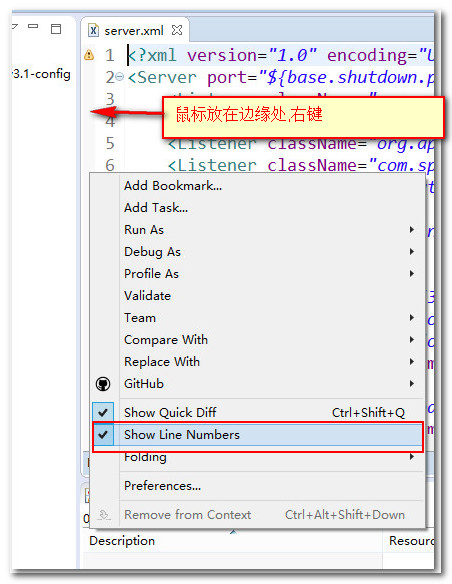 server.xml
3.1-config
1 <?xml version="1.0" encoding="U
2 <Server port="${base.shutdown.p
3
鼠标放在边缘处,右键
4
5 <Listener className="org.ap
6 <Listener className="com.sp
Add Bookmark...
Add Task...
Run As
Debug As
Profile As
Validate
Team
Compare With
Replace With
GitHub
Show Quick Diff Ctrl+Shift+Q
Show Line Numbers
Folding
Preferences...
Remove from Context Ctrl+Alt+Shift+Down
Description Resourc